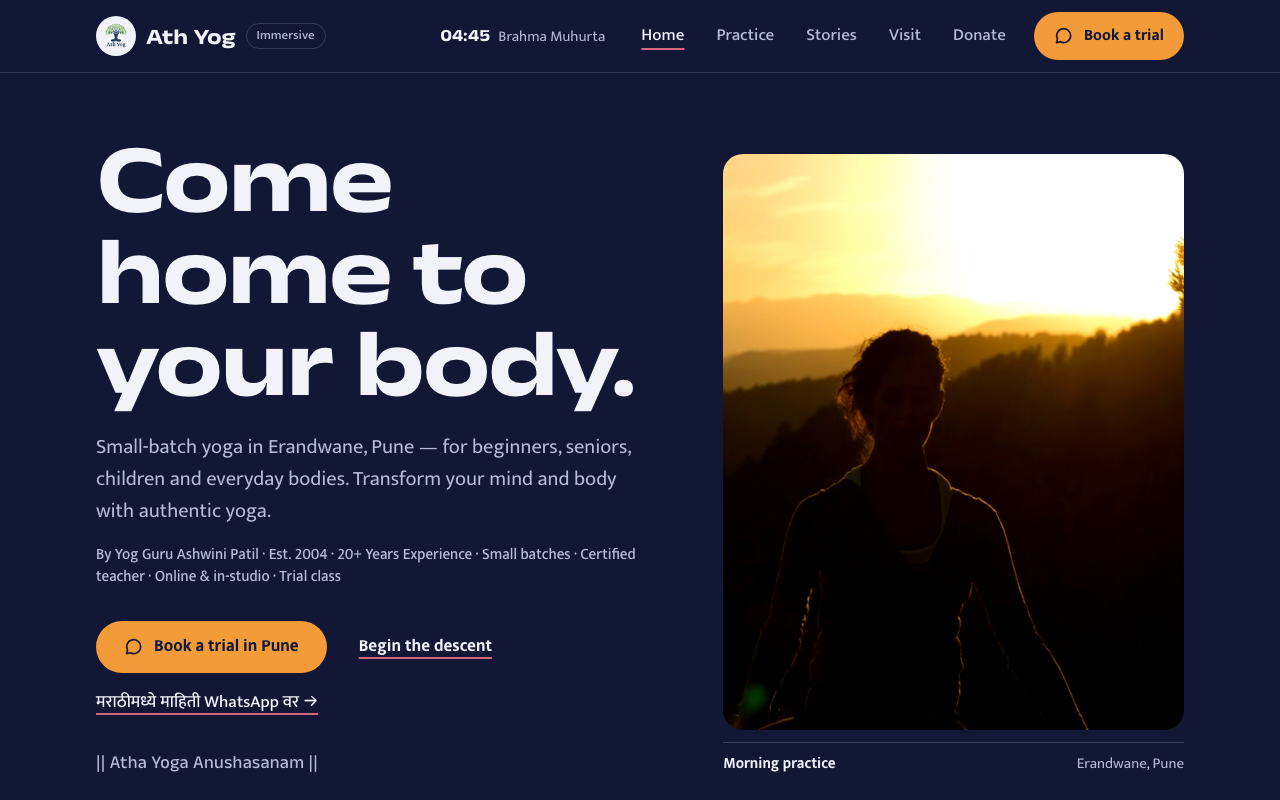 Ath Yog
Ath Yog
Immersive
04:45 Brahma Muhurta
Home
Practice
Stories
Visit
Donate
Book a trial
Come
home to
your body.
Small-batch yoga in Erandwane, Pune — for beginners, seniors,
children and everyday bodies. Transform your mind and body
with authentic yoga.
By Yog Guru Ashwini Patil · Est. 2004 · 20+ Years Experience · Small batches · Certified
teacher · Online & in-studio · Trial class
Book a trial in Pune
Begin the descent
मराठीमध्ये माहिती WhatsApp वर →
|| Atha Yoga Anushasanam ||
Morning practice
Erandwane, Pune